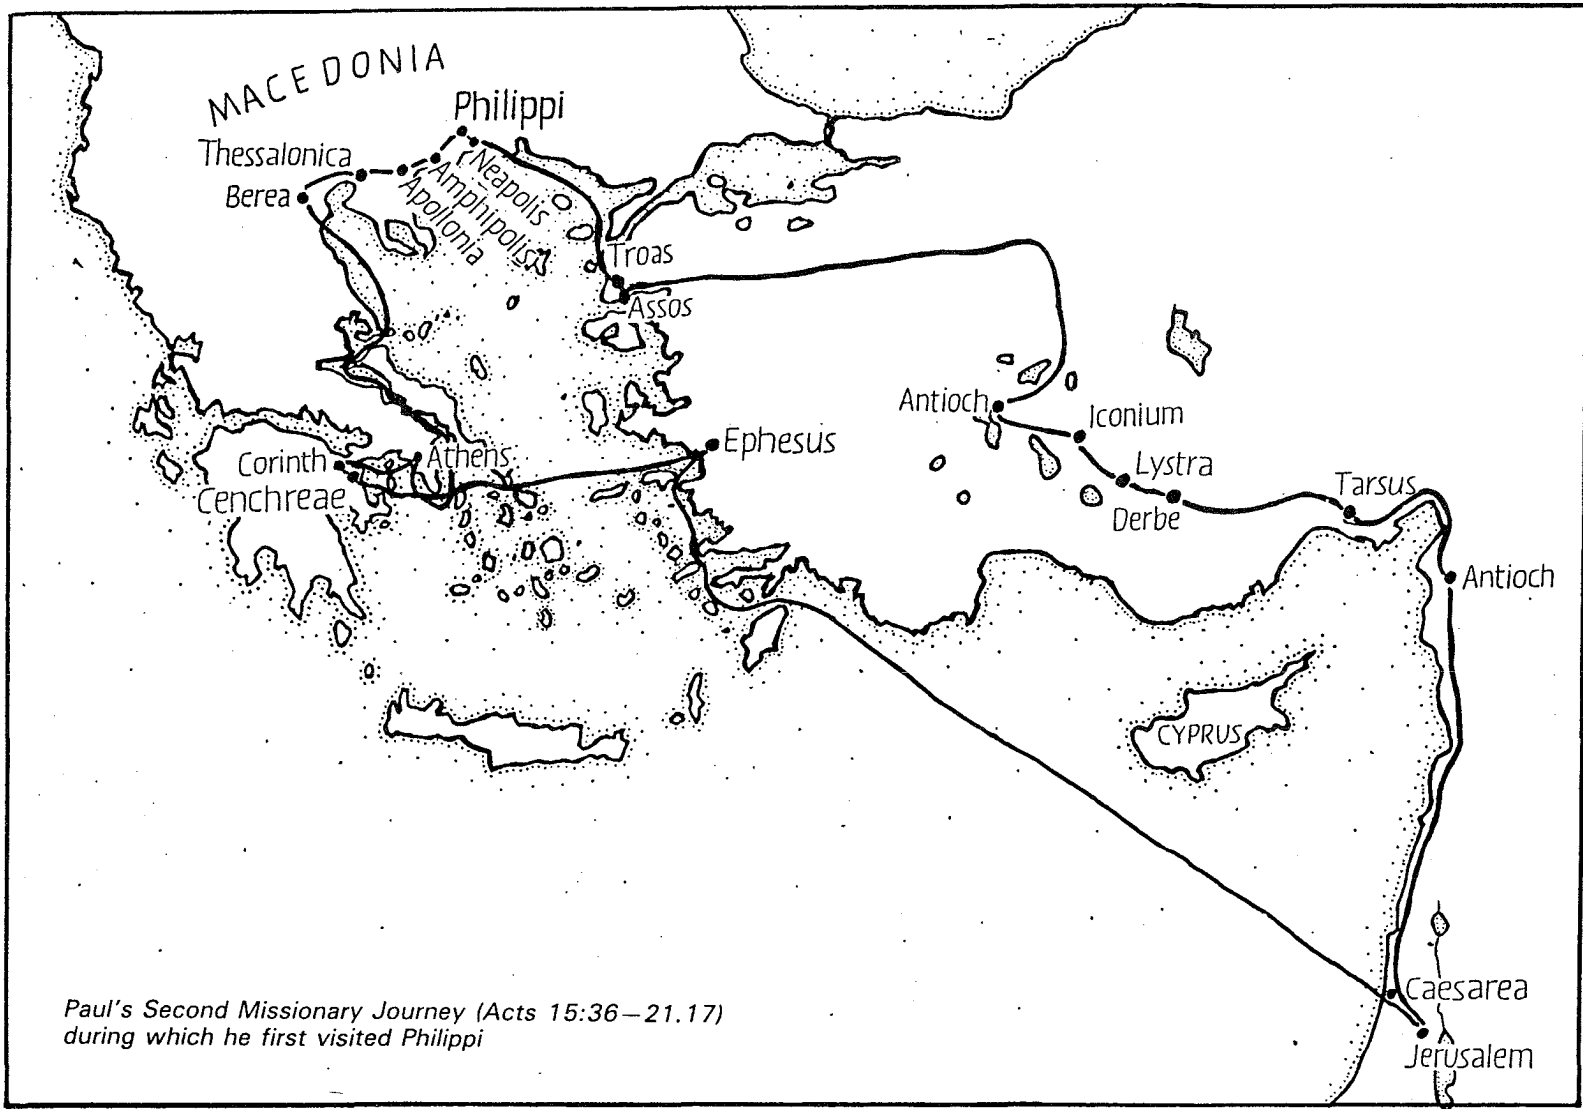 MACEDONIA
Philippi
Thessalonica
Berea
Neapolis
Amphipolis
Apollonia
Troas
Assos
Antioch
Iconium
Lystra
Derbe
Tarsus
Antioch
Ephesus
Athens
Corinth
Cenchreae
CYPRUS
Caesarea
Jerusalem
Paul's Second Missionary Journey (Acts 15:36—21.17)
during which he first visited Philippi